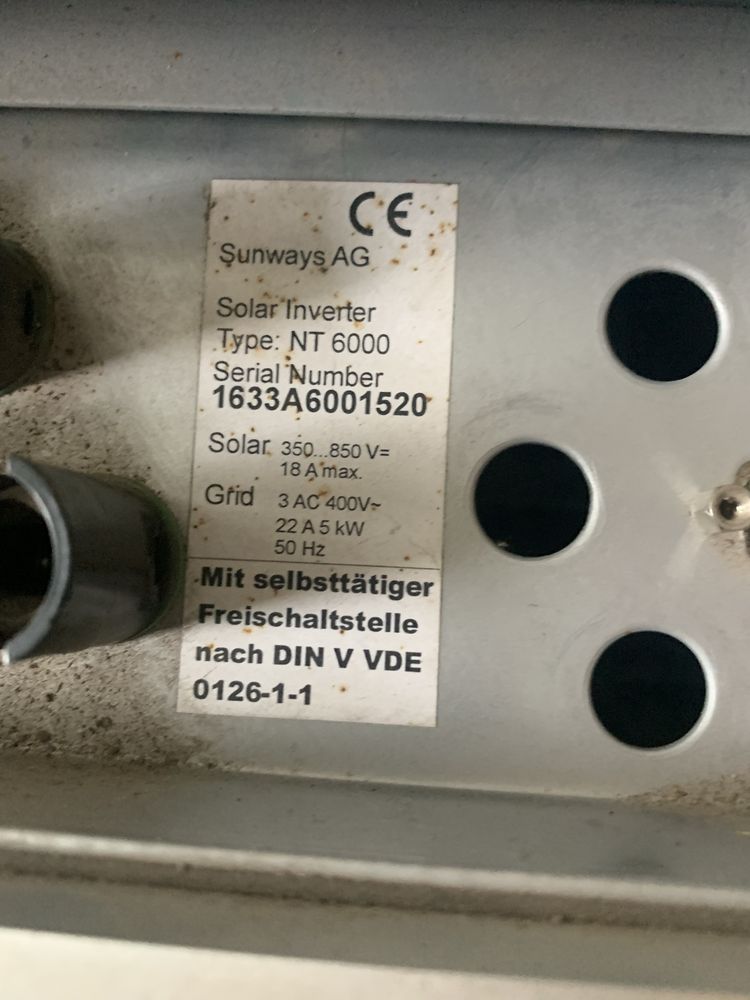 CE
Sunways AG
Solar Inverter
Type: NT 6000
Serial Number
1633A6001520
Solar 350...850 V=
18 A max.
Grid 3 AC 400V~
22 A 5 kW
50 Hz
Mit selbsttätiger
Freischaltstelle
nach DIN V VDE
0126-1-1